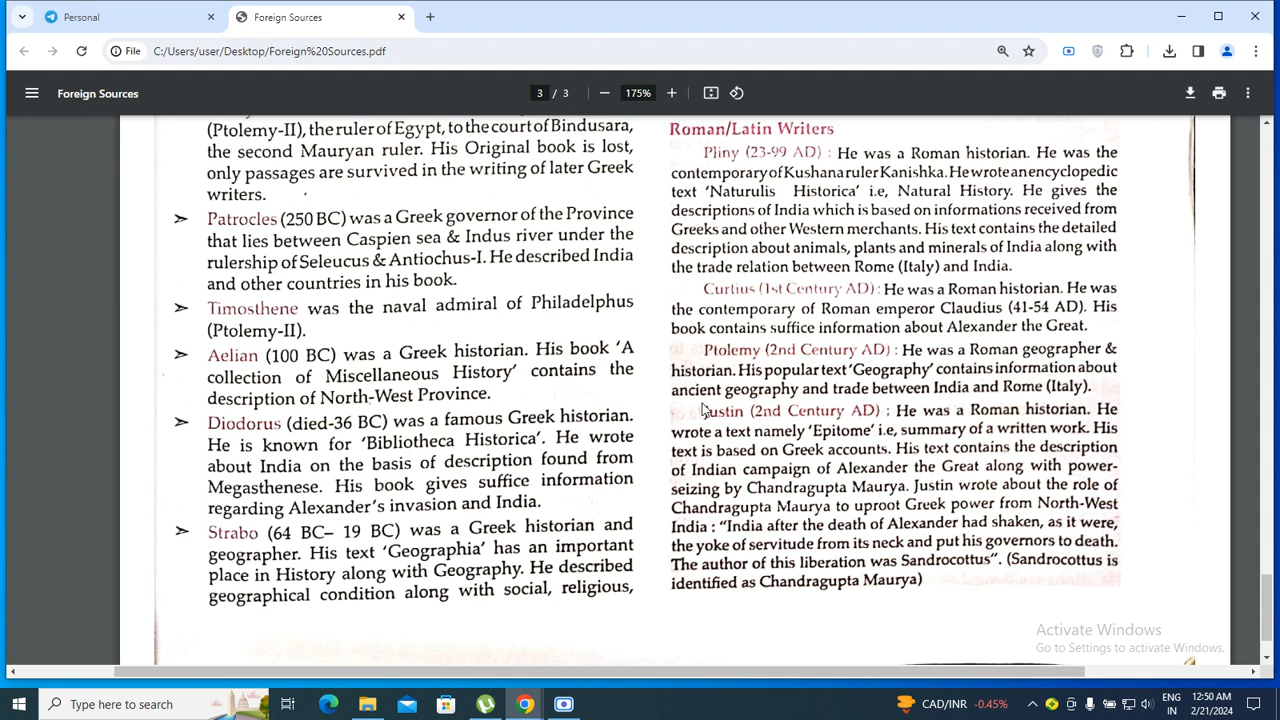 Personal
Foreign Sources
File
C:/Users/user/Desktop/Foreign%20Sources.pdf
Foreign Sources
3 / 3
175%
(Ptolemy-II), the ruler of Egypt, to the court of Bindusara,
the second Mauryan ruler. His Original book is lost,
only passages are survived in the writing of later Greek
writers.
➢ Patrocles (250 BC) was a Greek governor of the Province
that lies between Caspien sea & Indus river under the
rulership of Seleucus & Antiochus-I. He described India
and other countries in his book.
➢ Timosthene was the naval admiral of Philadelphus
(Ptolemy-II).
➢ Aelian (100 BC) was a Greek historian. His book ‘A
collection of Miscellaneous History’ contains the
description of North-West Province.
➢ Diodorus (died-36 BC) was a famous Greek historian.
He is known for ‘Bibliotheca Historica’. He wrote
about India on the basis of description found from
Megasthenese. His book gives suffice information
regarding Alexander’s invasion and India.
➢ Strabo (64 BC– 19 BC) was a Greek historian and
geographer. His text ‘Geographia’ has an important
place in History along with Geography. He described
geographical condition along with social, religious,
Roman/Latin Writers
Pliny (23-99 AD) : He was a Roman historian. He was the
contemporary of Kushana ruler Kanishka. He wrote an encyclopedic
text ‘Naturulis Historica’ i.e, Natural History. He gives the
descriptions of India which is based on informations received from
Greeks and other Western merchants. His text contains the detailed
description about animals, plants and minerals of India along with
the trade relation between Rome (Italy) and India.
Curtius (1st Century AD) : He was a Roman historian. He was
the contemporary of Roman emperor Claudius (41-54 AD). His
book contains suffice information about Alexander the Great.
Ptolemy (2nd Century AD) : He was a Roman geographer &
historian. His popular text ‘Geography’ contains information about
ancient geography and trade between India and Rome (Italy).
Justin (2nd Century AD) : He was a Roman historian. He
wrote a text namely ‘Epitome’ i.e, summary of a written work. His
text is based on Greek accounts. His text contains the description
of Indian campaign of Alexander the Great along with power-
seizing by Chandragupta Maurya. Justin wrote about the role of
Chandragupta Maurya to uproot Greek power from North-West
India : “India after the death of Alexander had shaken, as it were,
the yoke of servitude from its neck and put his governors to death.
The author of this liberation was Sandrocottus”. (Sandrocottus is
identified as Chandragupta Maurya)
Activate Windows
Go to Settings to activate Windows.
Type here to search
CAD/INR -0.45%
ENG
IN
12:50 AM
2/21/2024